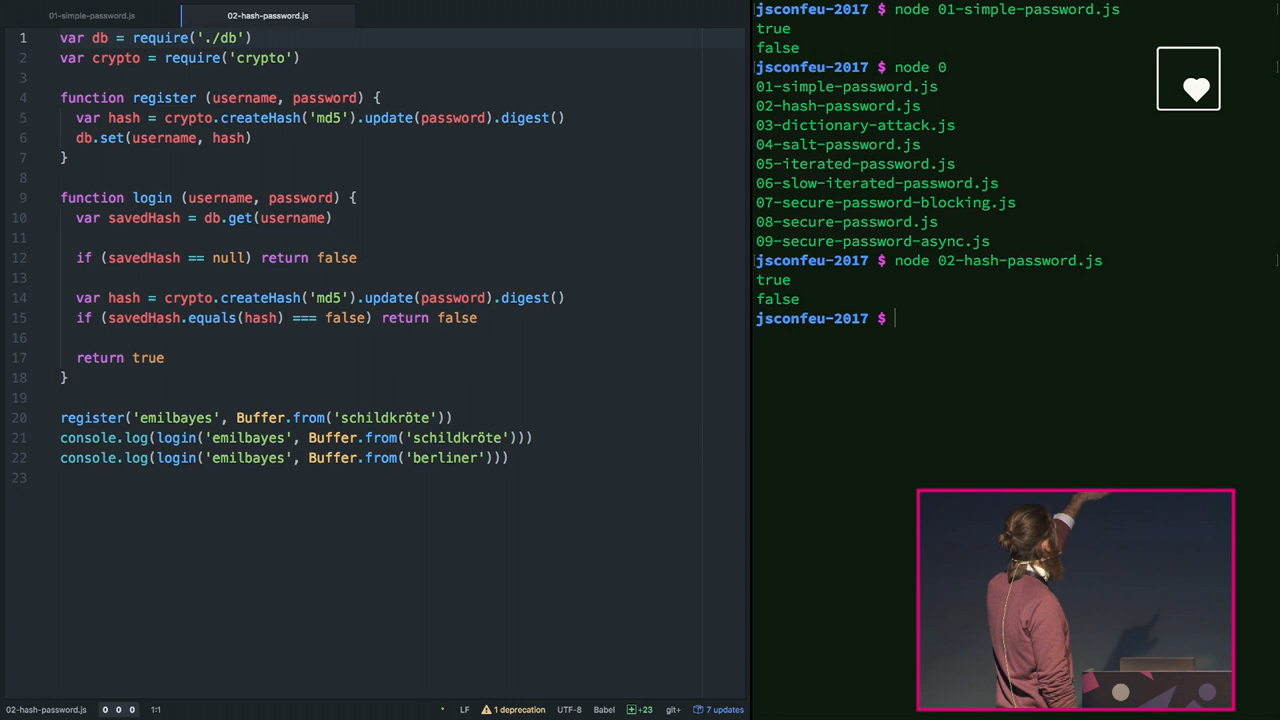 01-simple-password.js
02-hash-password.js
1 var db = require('./db')
2 var crypto = require('crypto')
3
4 function register (username, password) {
5 var hash = crypto.createHash('md5').update(password).digest()
6 db.set(username, hash)
7 }
8
9 function login (username, password) {
10 var savedHash = db.get(username)
11
12 if (savedHash == null) return false
13
14 var hash = crypto.createHash('md5').update(password).digest()
15 if (savedHash.equals(hash) === false) return false
16
17 return true
18 }
19
20 register('emilbayes', Buffer.from('schildkröte'))
21 console.log(login('emilbayes', Buffer.from('schildkröte')))
22 console.log(login('emilbayes', Buffer.from('berliner')))
23
02-hash-password.js 0 0 0 1:1 LF 1 deprecation UTF-8 Babel +23 git+ 7 updates
jsconfeu-2017 $ node 01-simple-password.js
true
false
jsconfeu-2017 $ node 0
01-simple-password.js
02-hash-password.js
03-dictionary-attack.js
04-salt-password.js
05-iterated-password.js
06-slow-iterated-password.js
07-secure-password-blocking.js
08-secure-password.js
09-secure-password-async.js
jsconfeu-2017 $ node 02-hash-password.js
true
false
jsconfeu-2017 $